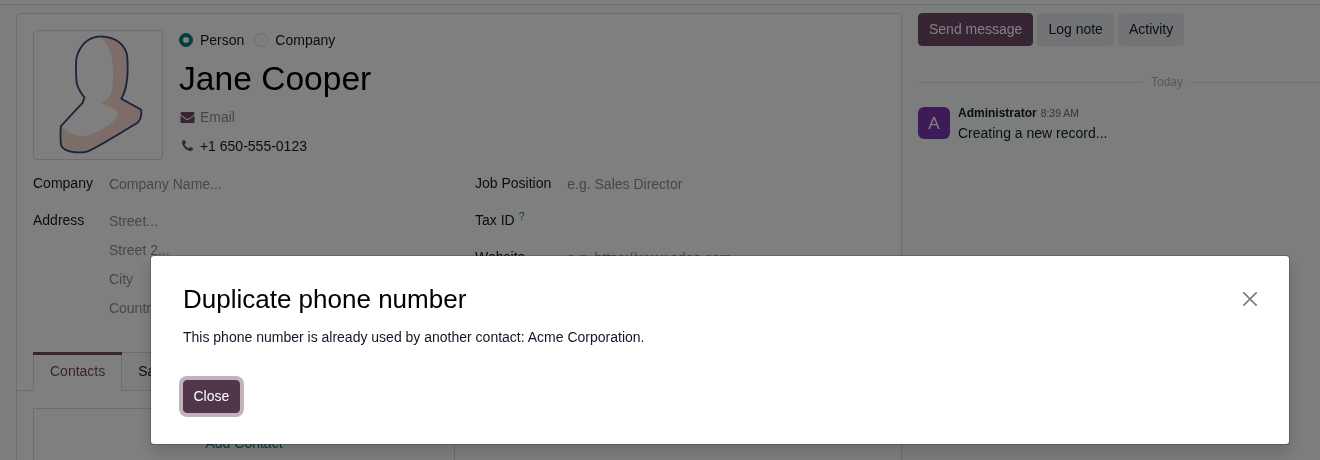 Person Company
Jane Cooper
Email
+1 650-555-0123
Company Company Name...
Job Position e.g. Sales Director
Address Street...
Tax ID ?
Street 2...
City
Duplicate phone number
This phone number is already used by another contact: Acme Corporation.
Close
Contacts
Send message Log note Activity
Today
A
Administrator 8:39 AM
Creating a new record...